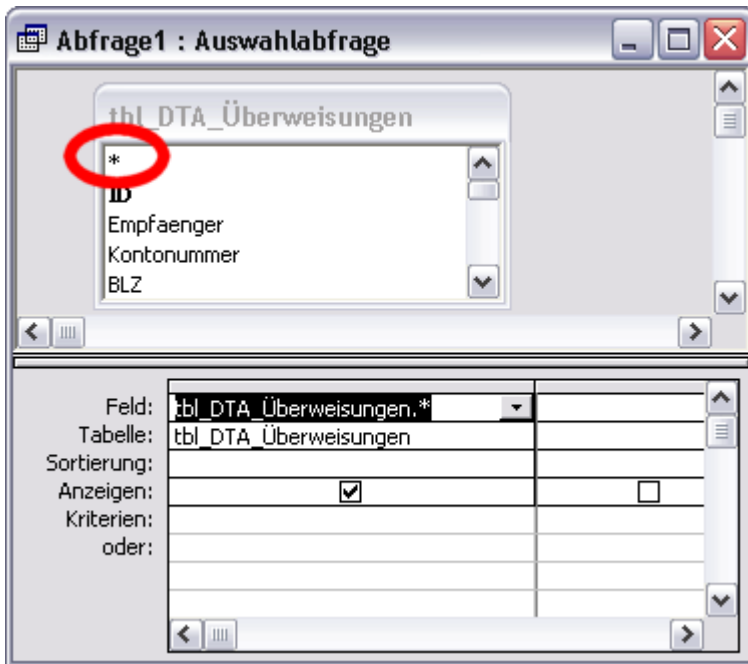 Abfrage1 : Auswahlabfrage
tbl_DTA_Überweisungen
*
ID
Empfaenger
Kontonummer
BLZ
Feld: tbl_DTA_Überweisungen.*
Tabelle: tbl_DTA_Überweisungen
Sortierung:
Anzeigen:
Kriterien:
oder: